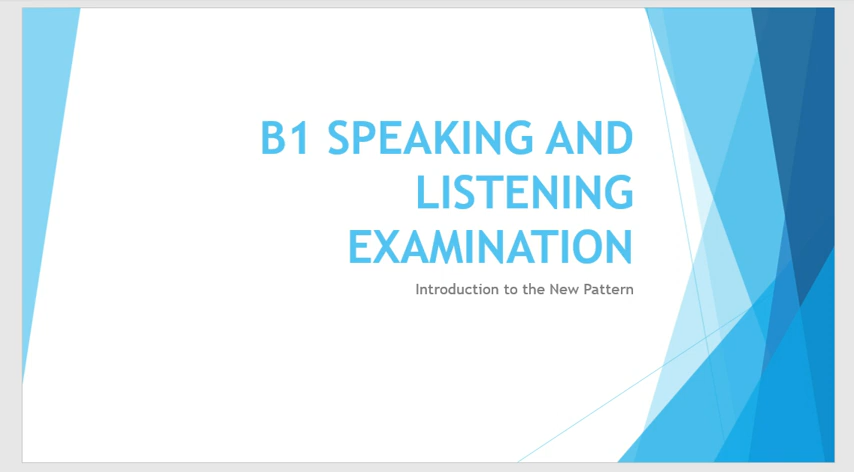 B1 SPEAKING AND
LISTENING
EXAMINATION
Introduction to the New Pattern